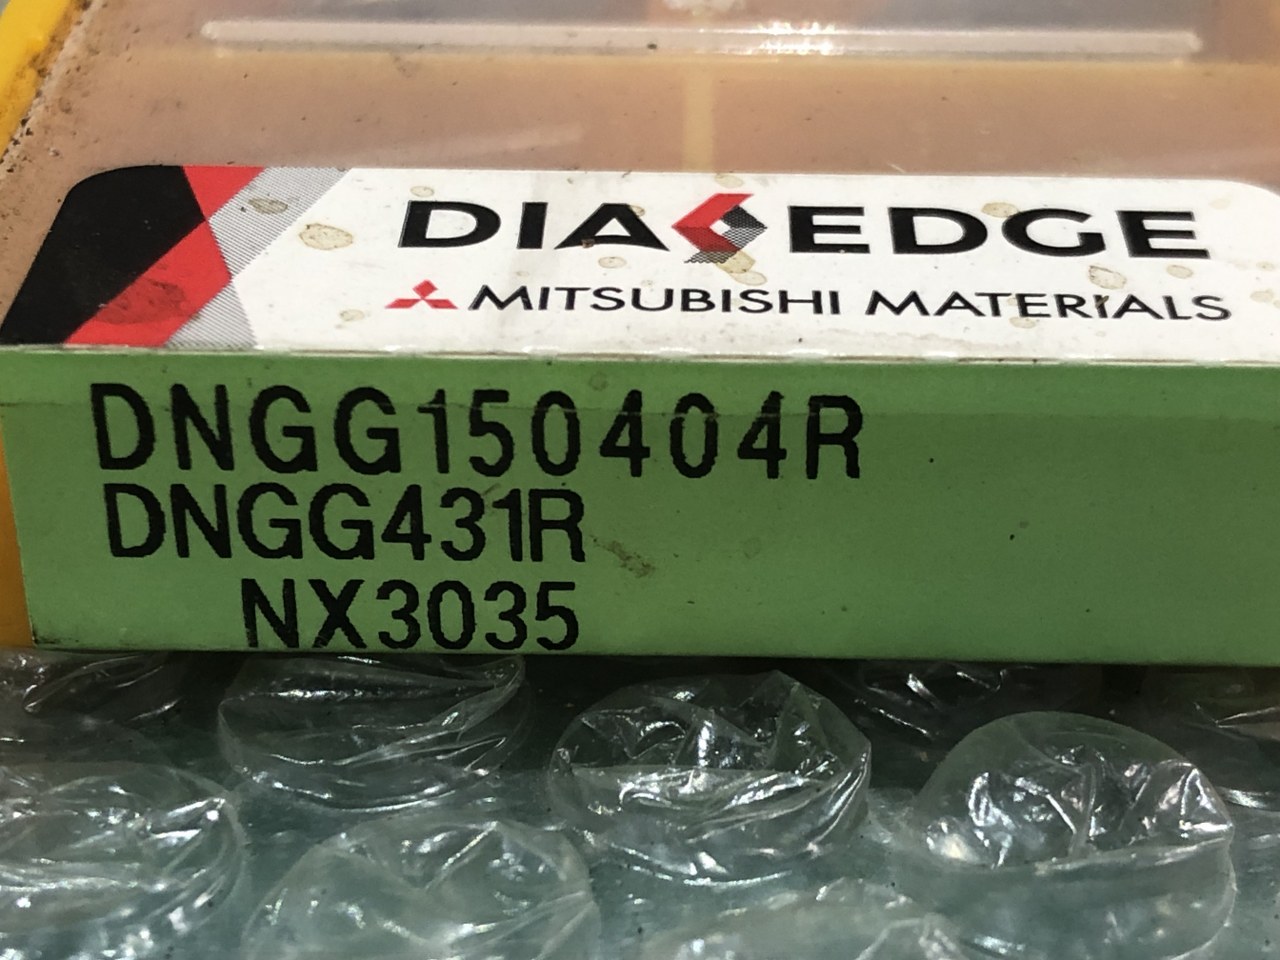 DIAEDGE
MITSUBISHI MATERIALS
DNGG150404R
DNGG431R
NX3035